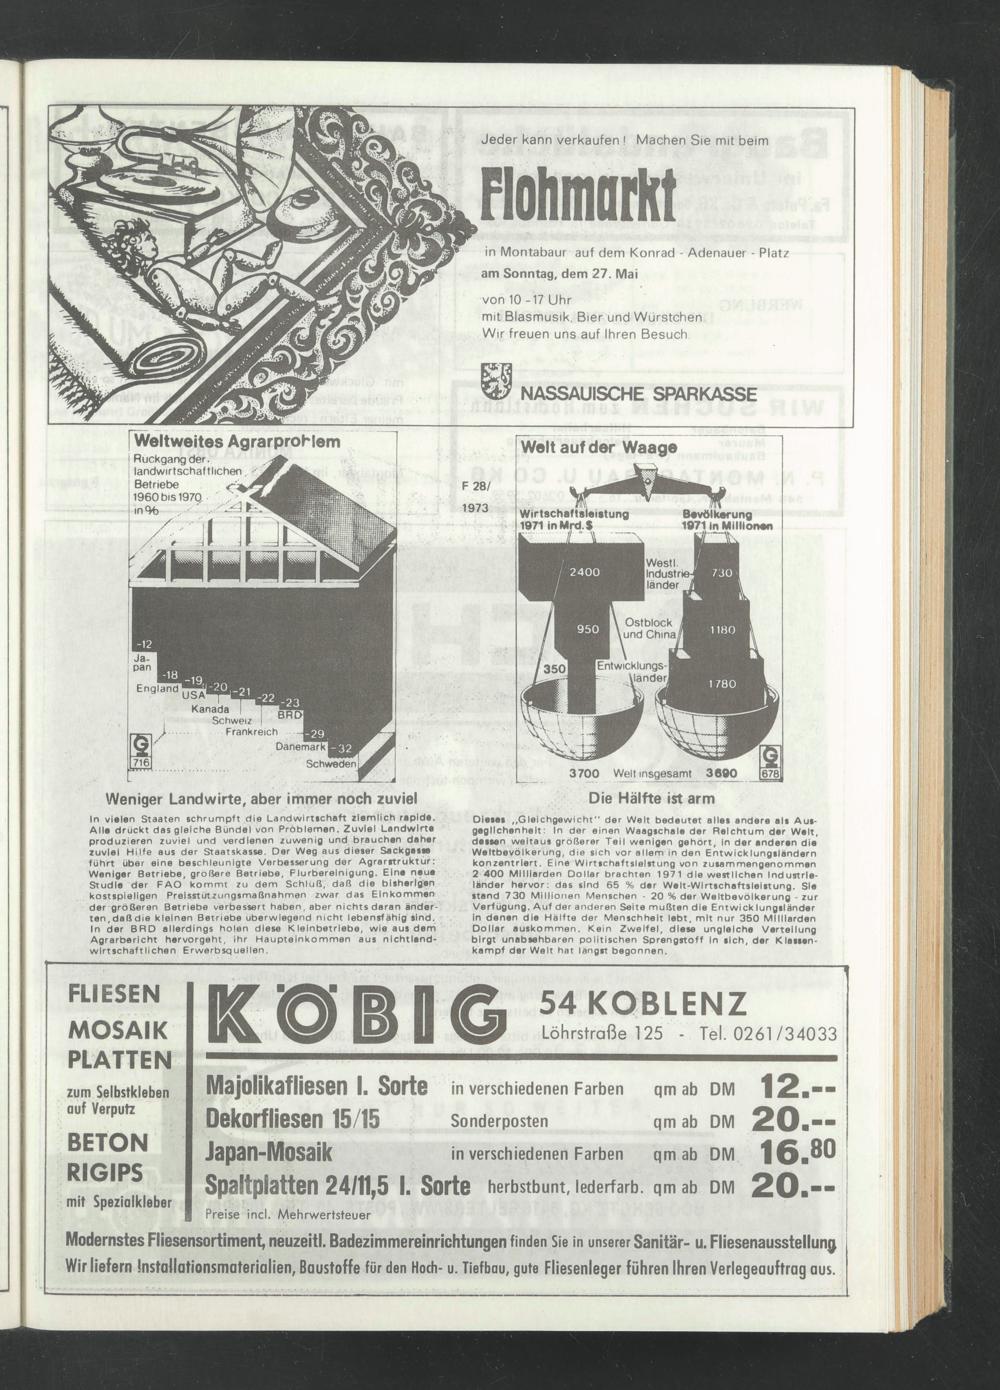 Jeder kann verkaufen! Machen Sie mit beim
Flohmarkt
in Montabaur auf dem Konrad - Adenauer - Platz
am Sonntag, dem 27. Mai
von 10 - 17 Uhr
mit Blasmusik, Bier und Würstchen.
Wir freuen uns auf Ihren Besuch
NASSAUISCHE SPARKASSE
Weltweites Agrarproblem
Rückgang der
landwirtschaftlichen
Betriebe
1960 bis 1970
in %
-12
Ja-
pan
-18
England
-19
USA
-20
Kanada
-21
Schweiz
-22
Frankreich
-23
BRD
-29
Dänemark
-32
Schweden
716
F 28/
1973
Welt auf der Waage
Wirtschaftsleistung
1971 in Mrd. $
Bevölkerung
1971 in Millionen
2400
Westl.
Industrie-
länder
730
950
Ostblock
und China
1180
350
Entwicklungs-
länder
1780
3700 Welt insgesamt 3690
678
Weniger Landwirte, aber immer noch zuviel
In vielen Staaten schrumpft die Landwirtschaft ziemlich rapide.
Alle drückt das gleiche Bündel von Problemen. Zuviel Landwirte
produzieren zuviel und verdienen zuwenig und brauchen daher
zuviel Hilfe aus der Staatskasse. Der Weg aus dieser Sackgasse
führt über eine beschleunigte Verbesserung der Agrarstruktur:
Weniger Betriebe, größere Betriebe, Flurbereinigung. Eine neue
Studie der FAO kommt zu dem Schluß, daß die bisherigen
kostspieligen Preisstützungsmaßnahmen zwar das Einkommen
der größeren Betriebe verbessert haben, aber nichts daran änder-
ten, daß die kleinen Betriebe überwiegend nicht lebensfähig sind.
In der BRD allerdings holen diese Kleinbetriebe, wie aus dem
Agrarbericht hervorgeht, ihr Haupteinkommen aus nichtland-
wirtschaftlichen Erwerbsquellen.
Die Hälfte ist arm
Dieses „Gleichgewicht" der Welt bedeutet alles andere als Aus-
geglichenheit: In der einen Waagschale der Reichtum der Welt,
dessen weitaus größerer Teil wenigen gehört, in der anderen die
Weltbevölkerung, die sich vor allem in den Entwicklungsländern
konzentriert. Eine Wirtschaftsleistung von zusammengenommen
2 400 Milliarden Dollar brachten 1971 die westlichen Industrie-
länder hervor: das sind 65 % der Welt-Wirtschaftsleistung. Sie
stand 730 Millionen Menschen - 20 % der Weltbevölkerung - zur
Verfügung. Auf der anden Seite mußten die Entwicklungsländer
in denen die Hälfte der Menschheit lebt, mit nur 350 Milliarden
Dollar auskommen. Kein Zweifel, diese ungleiche Verteilung
birgt unabsehbaren politischen Sprengstoff in sich, der Klassen-
kampf der Welt hat längst begonnen.
FLIESEN
MOSAIK
PLATTEN
zum Selbstkleben
auf Verputz
BETON
RIGIPS
mit Spezialkleber
KÖBIG
54 KOBLENZ
Löhrstraße 125 - Tel. 0261/34033
Majolikafliesen I. Sorte in verschiedenen Farben qm ab DM 12.--
Dekorfliesen 15/15 Sonderposten qm ab DM 20.--
Japan-Mosaik in verschiedenen Farben qm ab DM 16.80
Spaltplatten 24/11,5 I. Sorte herbstbunt, lederfarb. qm ab DM 20.--
Preise incl. Mehrwertsteuer
Modernstes Fliesensortiment, neuzeitl. Badezimmereinrichtungen finden Sie in unserer Sanitär- u. Fliesenausstellung
Wir liefern Installationsmaterialien, Baustoffe für den Hoch- u. Tiefbau, gute Fliesenleger führen Ihren Verlegeauftrag aus.